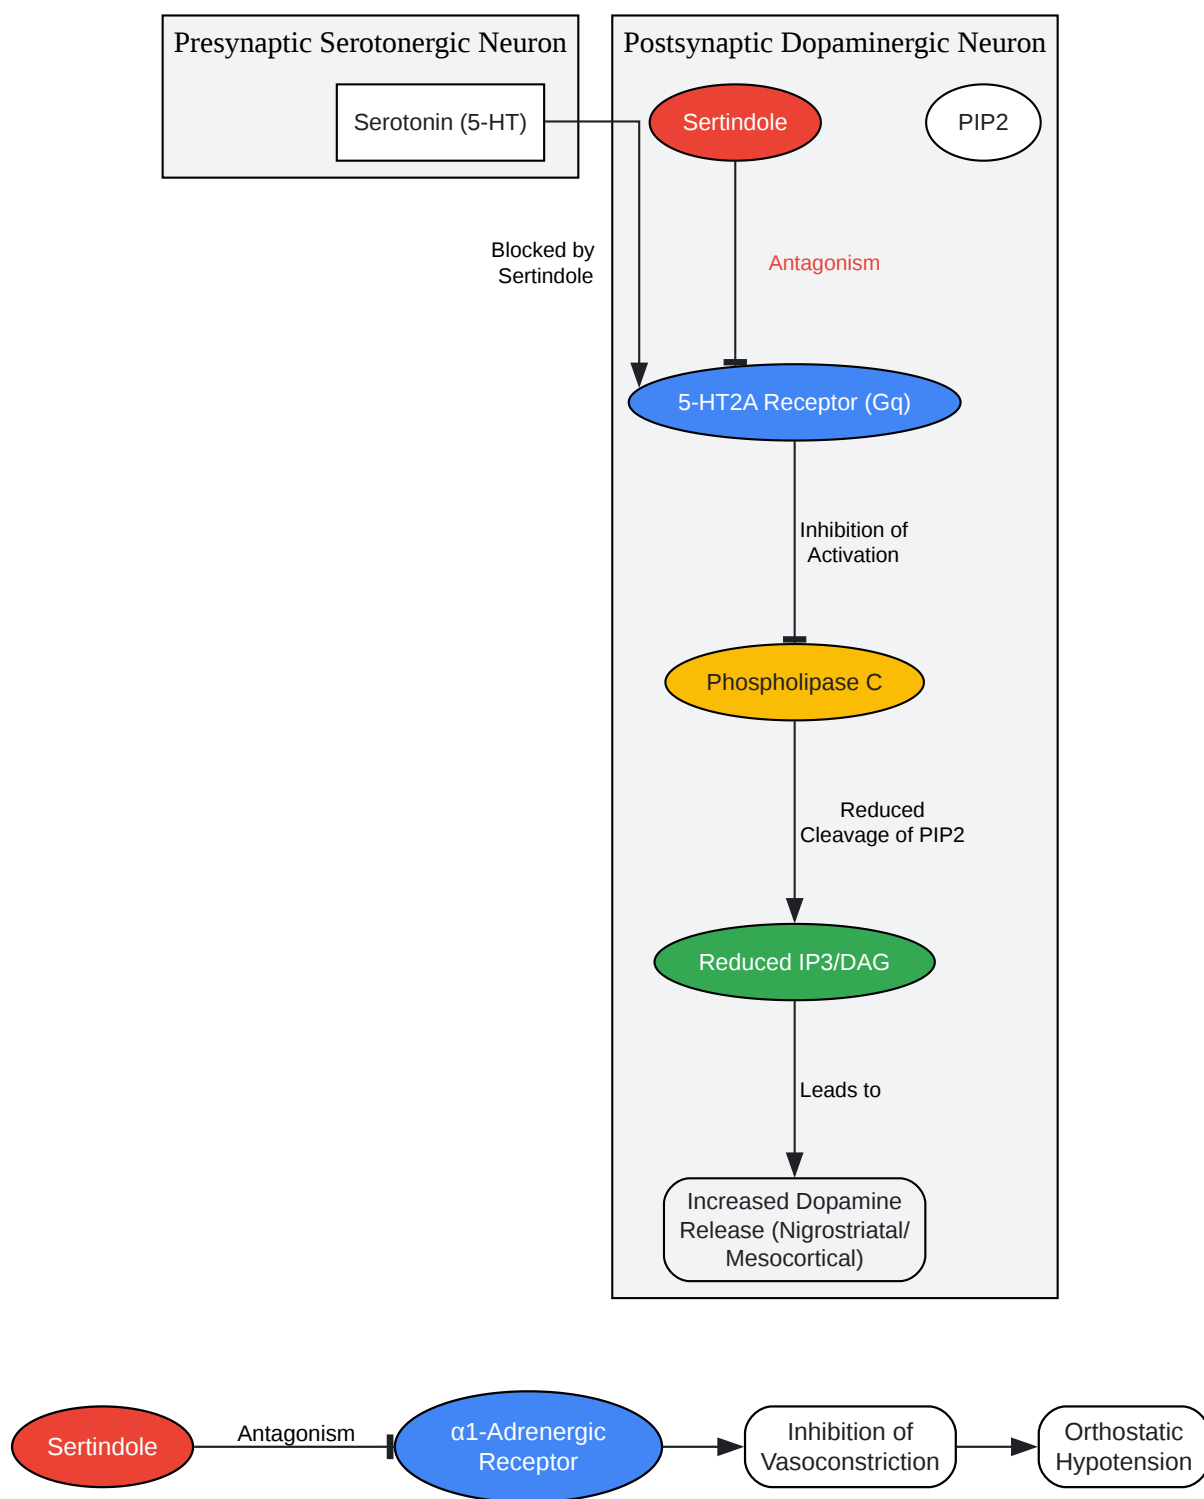 Presynaptic Serotonergic Neuron
Postsynaptic Dopaminergic Neuron
Serotonin (5-HT)
Sertindole
PIP2
Blocked by
Sertindole
Antagonism
5-HT2A Receptor (Gq)
Inhibition of
Activation
Phospholipase C
Reduced
Cleavage of PIP2
Reduced IP3/DAG
Leads to
Increased Dopamine
Release (Nigrostriatal/
Mesocortical)
Sertindole
Antagonism
α1-Adrenergic
Receptor
Inhibition of
Vasoconstriction
Orthostatic
Hypotension